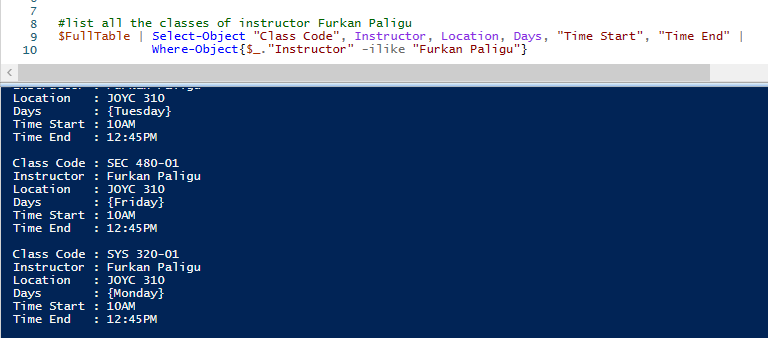 7
8 #list all the classes of instructor Furkan Paligu
9 $FullTable | Select-Object "Class Code", Instructor, Location, Days, "Time Start", "Time End" |
10 Where-Object{$_."Instructor" -ilike "Furkan Paligu"}
Instructor : Furkan Paligu
Location   : JOYC 310
Days       : {Tuesday}
Time Start : 10AM
Time End   : 12:45PM
Class Code : SEC 480-01
Instructor : Furkan Paligu
Location   : JOYC 310
Days       : {Friday}
Time Start : 10AM
Time End   : 12:45PM
Class Code : SYS 320-01
Instructor : Furkan Paligu
Location   : JOYC 310
Days       : {Monday}
Time Start : 10AM
Time End   : 12:45PM